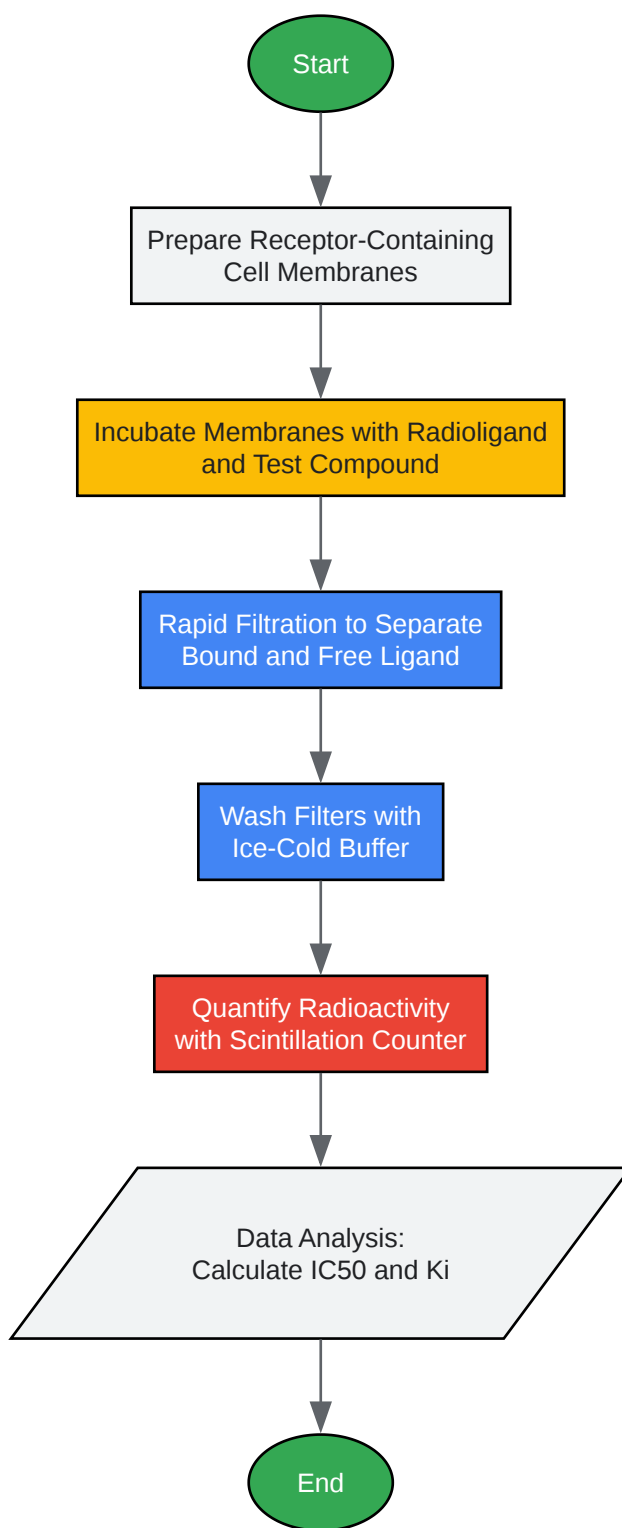 Start
Prepare Receptor-Containing
Cell Membranes
Incubate Membranes with Radioligand
and Test Compound
Rapid Filtration to Separate
Bound and Free Ligand
Wash Filters with
Ice-Cold Buffer
Quantify Radioactivity
with Scintillation Counter
Data Analysis:
Calculate IC50 and Ki
End